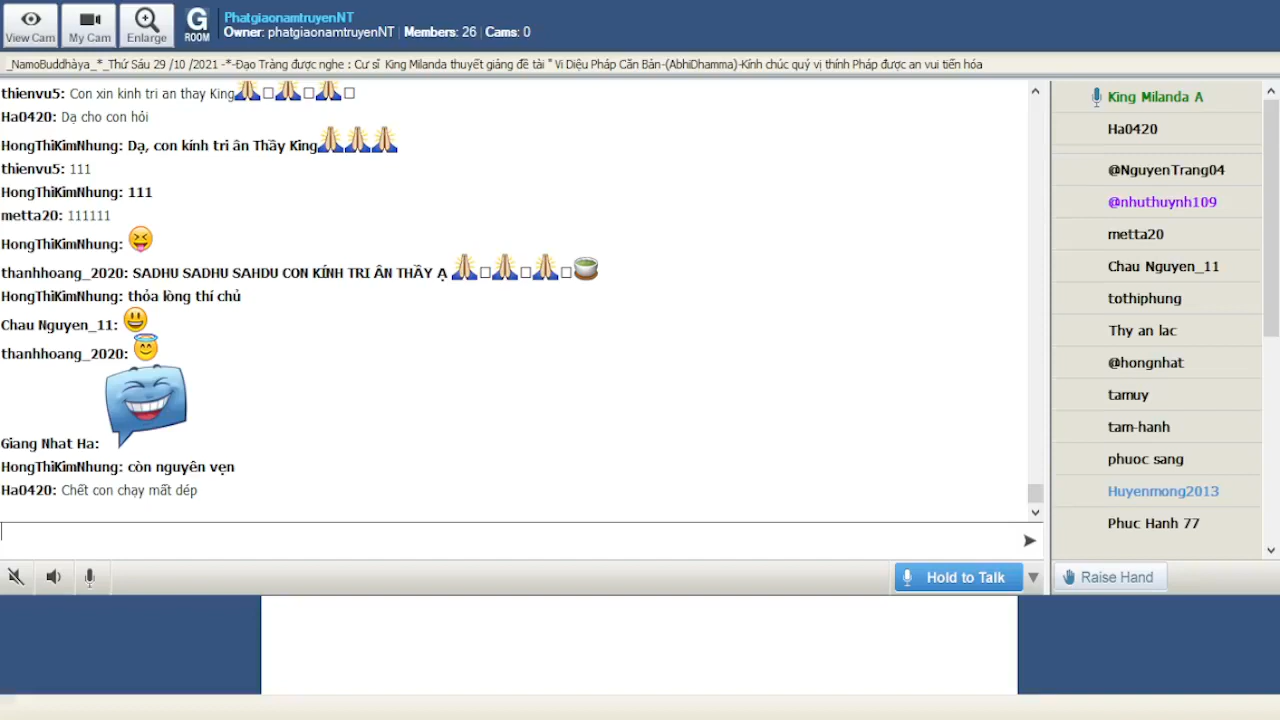 View Cam
My Cam
Enlarge
G
ROOM
PhatgiaonamtruyenNT
Owner: phatgiaonamtruyenNT | Members: 26 | Cams: 0
_NamoBuddhàya_*_Thứ Sáu 29 /10 /2021 -*-Đạo Tràng được nghe : Cư sĩ King Milanda thuyết giảng đề tài " Vi Diệu Pháp Căn Bản-(AbhiDhamma)-Kính chúc quý vị thính Pháp được an vui tiến hóa
thienvu5: Con xin kinh tri an thay King
Ha0420: Dạ cho con hỏi
HongThiKimNhung: Dạ, con kính tri ân Thầy King
thienvu5: 111
HongThiKimNhung: 111
metta20: 111111
HongThiKimNhung:
thanhhoang_2020: SADHU SADHU SAHDU CON KÍNH TRI ÂN THẦY Ạ
HongThiKimNhung: thỏa lòng thí chủ
Chau Nguyen_11:
thanhhoang_2020:
Giang Nhat Ha:
HongThiKimNhung: còn nguyên vẹn
Ha0420: Chết con chạy mất dép
King Milanda A
Ha0420
@NguyenTrang04
@nhuthuynh109
metta20
Chau Nguyen_11
tothiphung
Thy an lac
@hongnhat
tamuy
tam-hanh
phuoc sang
Huyenmong2013
Phuc Hanh 77
Hold to Talk
Raise Hand